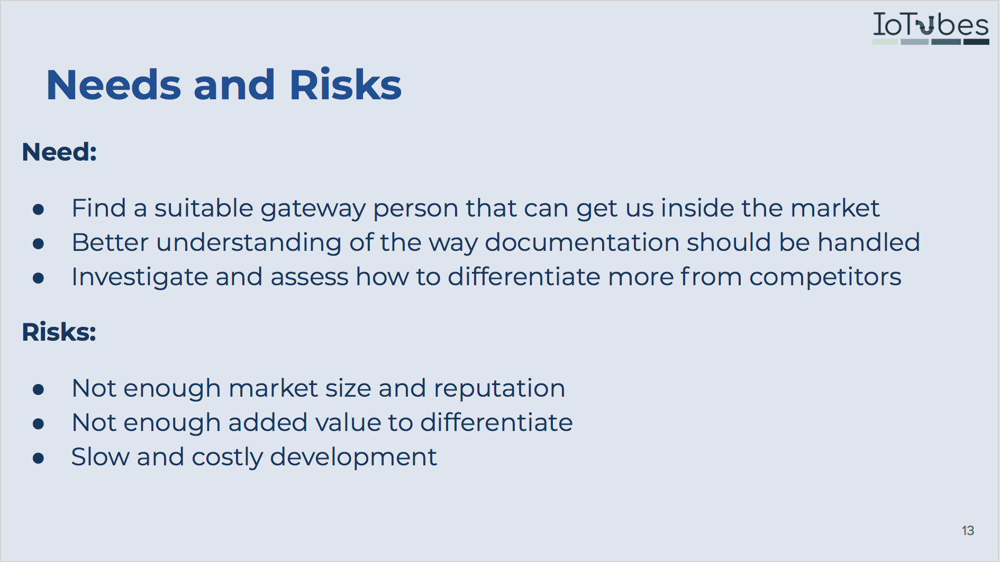 IoTubes
Needs and Risks
Need:
● Find a suitable gateway person that can get us inside the market
● Better understanding of the way documentation should be handled
● Investigate and assess how to differentiate more from competitors
Risks:
● Not enough market size and reputation
● Not enough added value to differentiate
● Slow and costly development
13